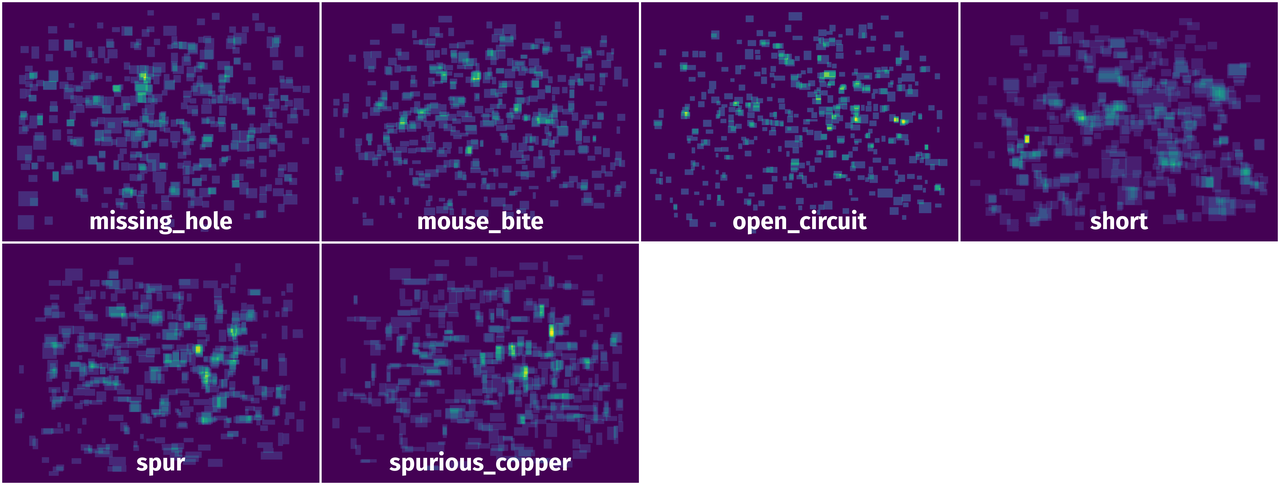 missing_hole
mouse_bite
open_circuit
short
spur
spurious_copper